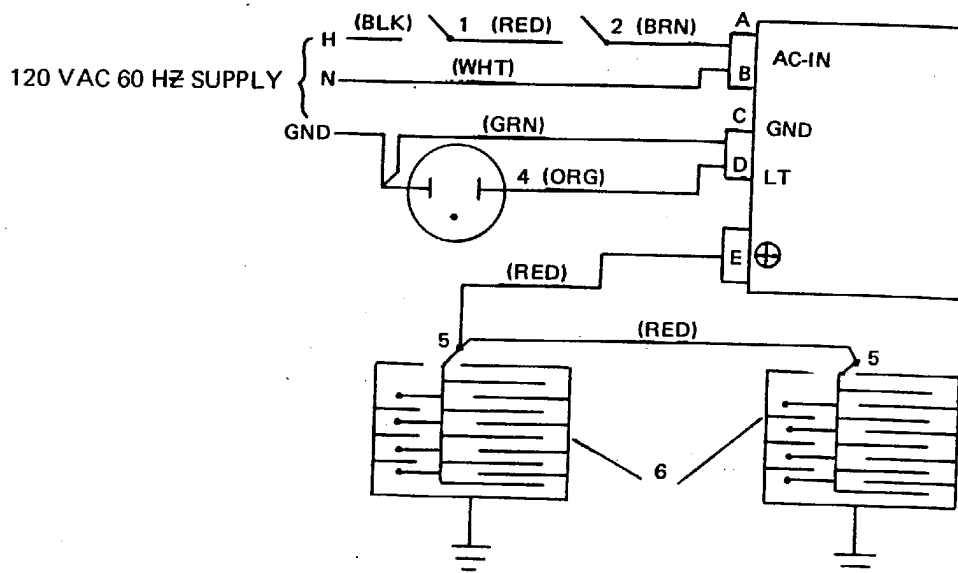 H (BLK) 1 (RED) 2 (BRN) A
AC-IN
120 VAC 60 HZ SUPPLY
N (WHT) B
C
GND (GRN) GND
D
4 (ORG) LT
E
(RED)
(RED)
5
5
6